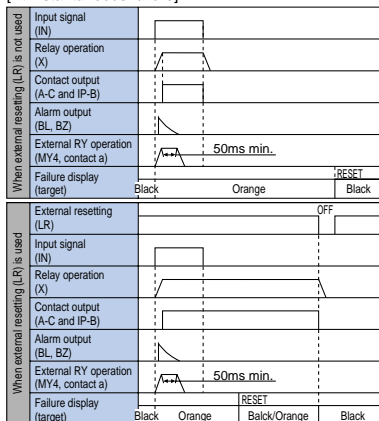 When external resetting (LR) is not used
Input signal
(IN)
Relay operation
(X)
Contact output
(A-C and IP-B)
Alarm output
(BL, BZ)
External RY operation
(MY4, contact a)
50ms min.
Failure display
(target)
Black
Orange
RESET
Black
When external resetting (LR) is used
External resetting
(LR)
OFF
Input signal
(IN)
Relay operation
(X)
Contact output
(A-C and IP-B)
Alarm output
(BL, BZ)
External RY operation
(MY4, contact a)
50ms min.
Failure display
(target)
Black
Orange
RESET
Balck/Orange
Black